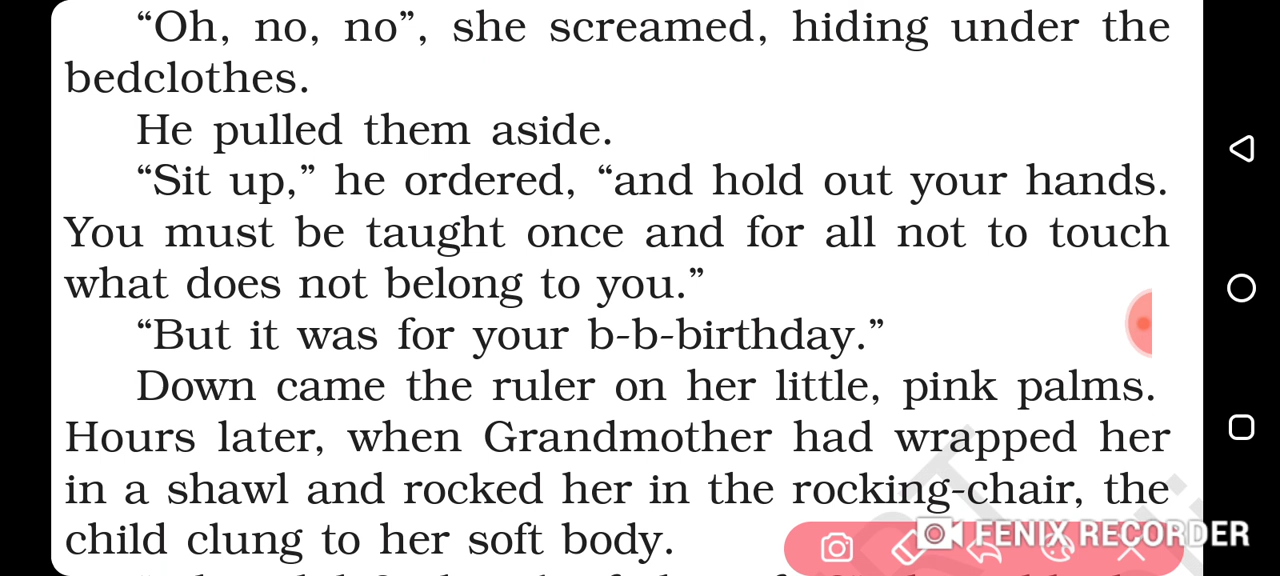 “Oh, no, no”, she screamed, hiding under the
bedclothes.
He pulled them aside.
“Sit up,” he ordered, “and hold out your hands.
You must be taught once and for all not to touch
what does not belong to you.”
“But it was for your b-b-birthday.”
Down came the ruler on her little, pink palms.
Hours later, when Grandmother had wrapped her
in a shawl and rocked her in the rocking-chair, the
child clung to her soft body.
FENIX RECORDER